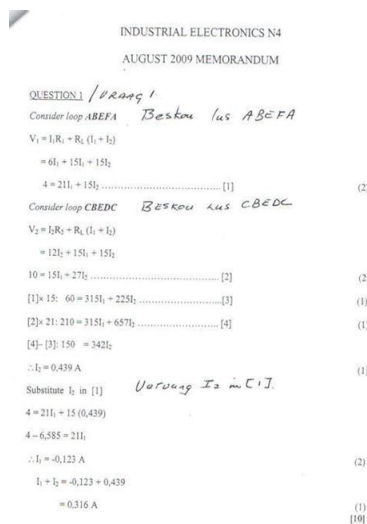 INDUSTRIAL ELECTRONICS N4
AUGUST 2009 MEMORANDUM
QUESTION 1 / VRAAG 1.
Consider loop ABEFA Beskou lus ABEFA
V₁ = I₁R₁ + R_L (I₁ + I₂)
= 6I₁ + 15I₁ + 15I₂
4 = 21I₁ + 15I₂ ........................................ [1] (2)
Consider loop CBEDC BESKOU LUS CBEDC
V₂ = I₂R₂ + R_L (I₁ + I₂)
= 12I₂ + 15I₁ + 15I₂
10 = 15I₁ + 27I₂ ........................................ [2] (2
[1]× 15: 60 = 315I₁ + 225I₂ ........................[3] (1)
[2]× 21: 210 = 315I₁ + 657I₂ ........................ [4] (1)
[4]– [3]: 150 = 342I₂
∴I₂ = 0,439 A (1)
Substitute I₂ in [1] Vervang I₂ in [1].
4 = 21I₁ + 15 (0,439)
4 – 6,585 = 21I₁
∴I₁ = -0,123 A (2)
I₁ + I₂ = -0,123 + 0,439
= 0,316 A (1)
[10]